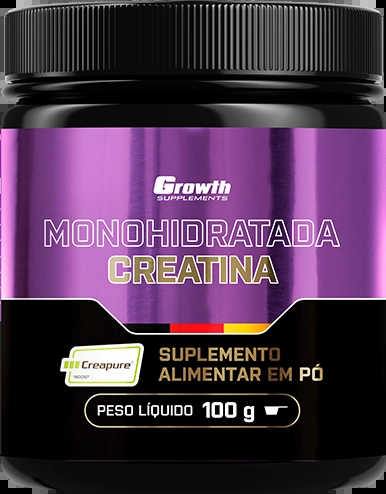 Growth
SUPPLEMENTS
MONOHIDRATADA
CREATINA
Creapure®
SUPLEMENTO
ALIMENTAR EM PÓ
PESO LÍQUIDO 100 g